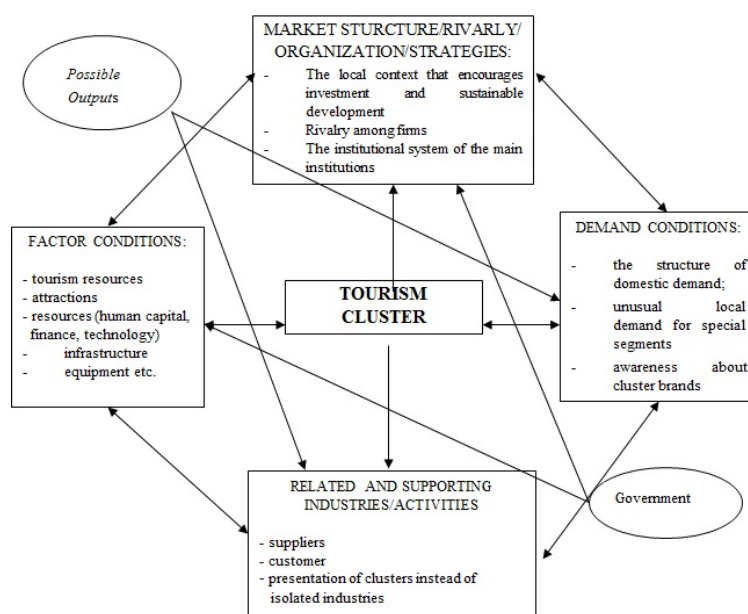 MARKET STURCTURE/RIVARLY/
ORGANIZATION/STRATEGIES:
- The local context that encourages
investment and sustainable
development
- Rivalry among firms
- The institutional system of the main
institutions
Possible
Outputs
FACTOR CONDITIONS:
- tourism resources
- attractions
- resources (human capital,
finance, technology)
- infrastructure
- equipment etc.
TOURISM
CLUSTER
DEMAND CONDITIONS:
- the structure of
domestic demand;
- unusual local
demand for special
segments
- awareness about
cluster brands
RELATED AND SUPPORTING
INDUSTRIES/ACTIVITIES
- suppliers
- customer
- presentation of clusters instead of
isolated industries
Government